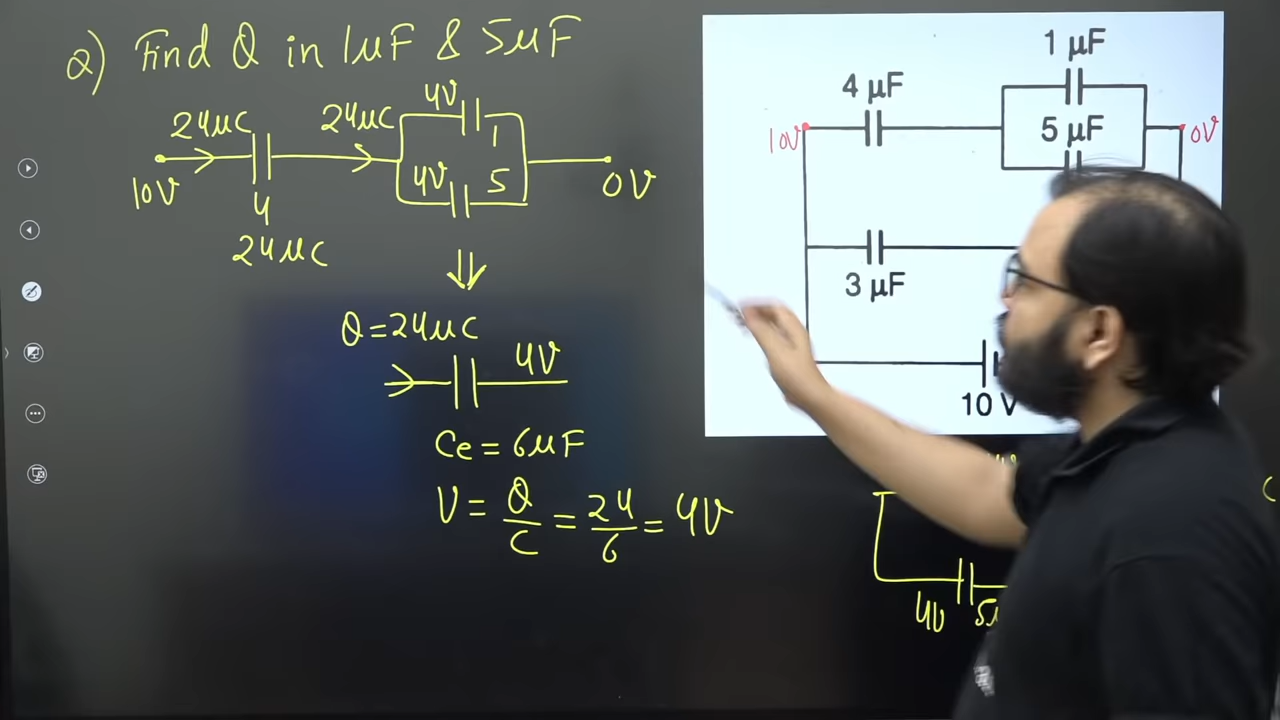 Q) Find Q in 1μF & 5μF
24μC
24μC
4V
1
10V
4
4V
5
0V
24μC
⇓
Q=24μC
4V
Ce = 6μF
V = Q/C = 24/6 = 4V
1 μF
4 μF
10V
5 μF
0V
3 μF
10 V
4V